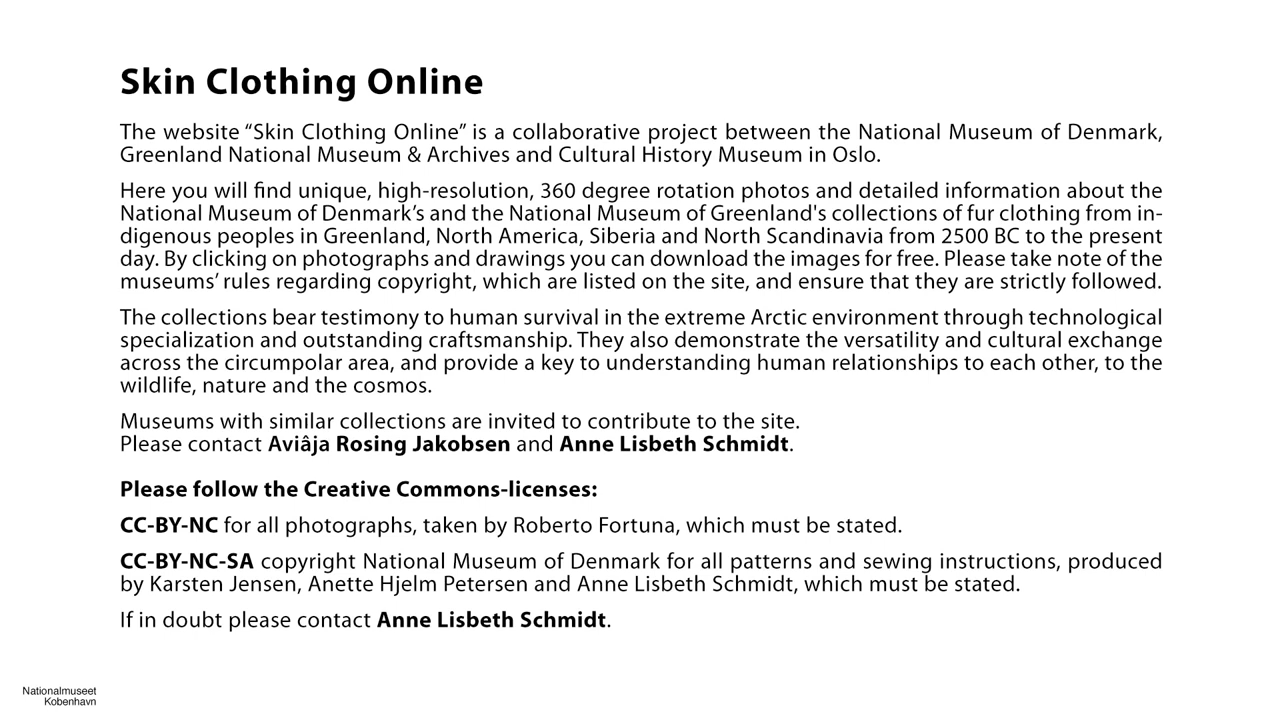 Skin Clothing Online
The website “Skin Clothing Online” is a collaborative project between the National Museum of Denmark,
Greenland National Museum & Archives and Cultural History Museum in Oslo.
Here you will find unique, high-resolution, 360 degree rotation photos and detailed information about the
National Museum of Denmark’s and the National Museum of Greenland's collections of fur clothing from in-
digenous peoples in Greenland, North America, Siberia and North Scandinavia from 2500 BC to the present
day. By clicking on photographs and drawings you can download the images for free. Please take note of the
museums’ rules regarding copyright, which are listed on the site, and ensure that they are strictly followed.
The collections bear testimony to human survival in the extreme Arctic environment through technological
specialization and outstanding craftsmanship. They also demonstrate the versatility and cultural exchange
across the circumpolar area, and provide a key to understanding human relationships to each other, to the
wildlife, nature and the cosmos.
Museums with similar collections are invited to contribute to the site.
Please contact Aviâja Rosing Jakobsen and Anne Lisbeth Schmidt.
Please follow the Creative Commons-licenses:
CC-BY-NC for all photographs, taken by Roberto Fortuna, which must be stated.
CC-BY-NC-SA copyright National Museum of Denmark for all patterns and sewing instructions, produced
by Karsten Jensen, Anette Hjelm Petersen and Anne Lisbeth Schmidt, which must be stated.
If in doubt please contact Anne Lisbeth Schmidt.
Nationalmuseet
Kobenhavn